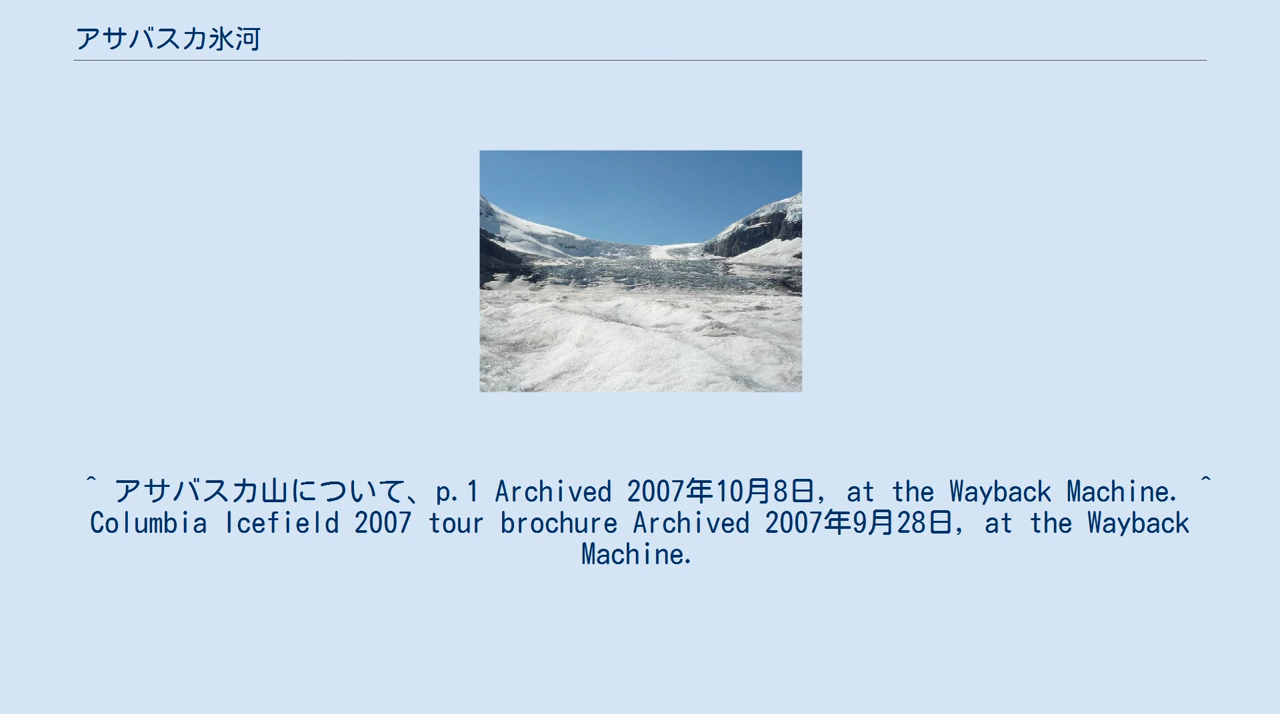 アサバスカ氷河
^ アサバスカ山について、p.1 Archived 2007年10月8日, at the Wayback Machine. ^
Columbia Icefield 2007 tour brochure Archived 2007年9月28日, at the Wayback
Machine.